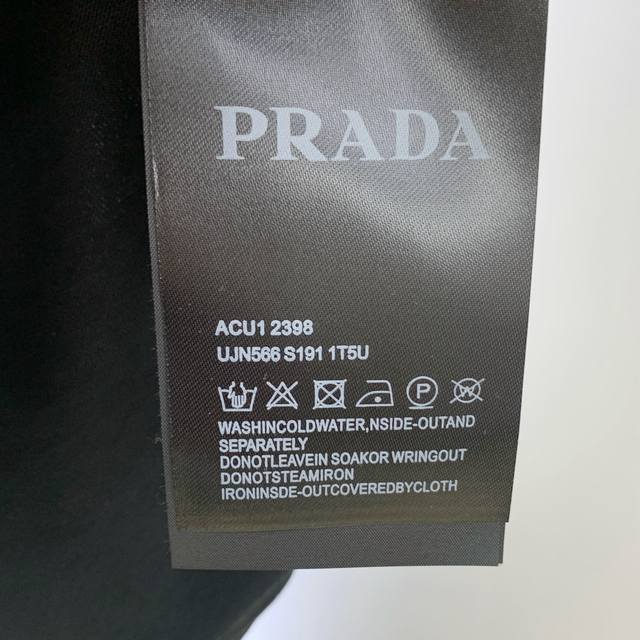 PRADA
ACU1 2398
UJN566 S191 1T5U
P
WASHINCOLDWATER,NSIDE-OUTAND
SEPARATELY
DONOTLEAVEIN SOAKOR WRINGOUT
DONOTSTEAMIRON
IRONINSDE-OUTCOVEREDBYCLOTH